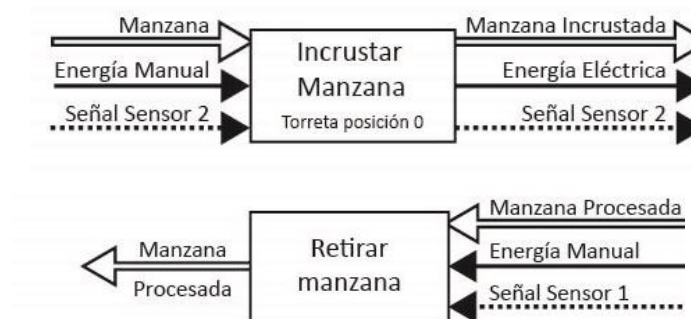 Manzana
Energía Manual
Señal Sensor 2
Incrustar
Manzana
Torreta posición 0
Manzana Incrustada
Energía Eléctrica
Señal Sensor 2
Manzana
Procesada
Retirar
manzana
Manzana Procesada
Energía Manual
Señal Sensor 1